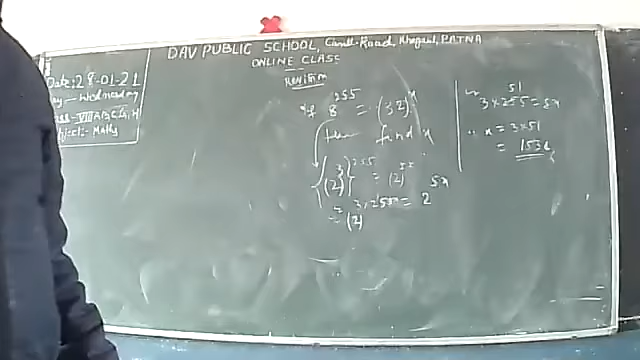 DAV PUBLIC SCHOOL, Cantt. Road, Khagaul, PATNA
ONLINE CLASS
Date: 28-01-21
Day:- Wednesday
Class-VIII A,B,C,G,H
Subject:- Maths
Revision
If 8^255 = (32)^x
then find x
{(2)^3}^255 = (2)^5x
3×255 = 2^5x
= (2)
51
3×255 = 5x
x = 3×51
= 153